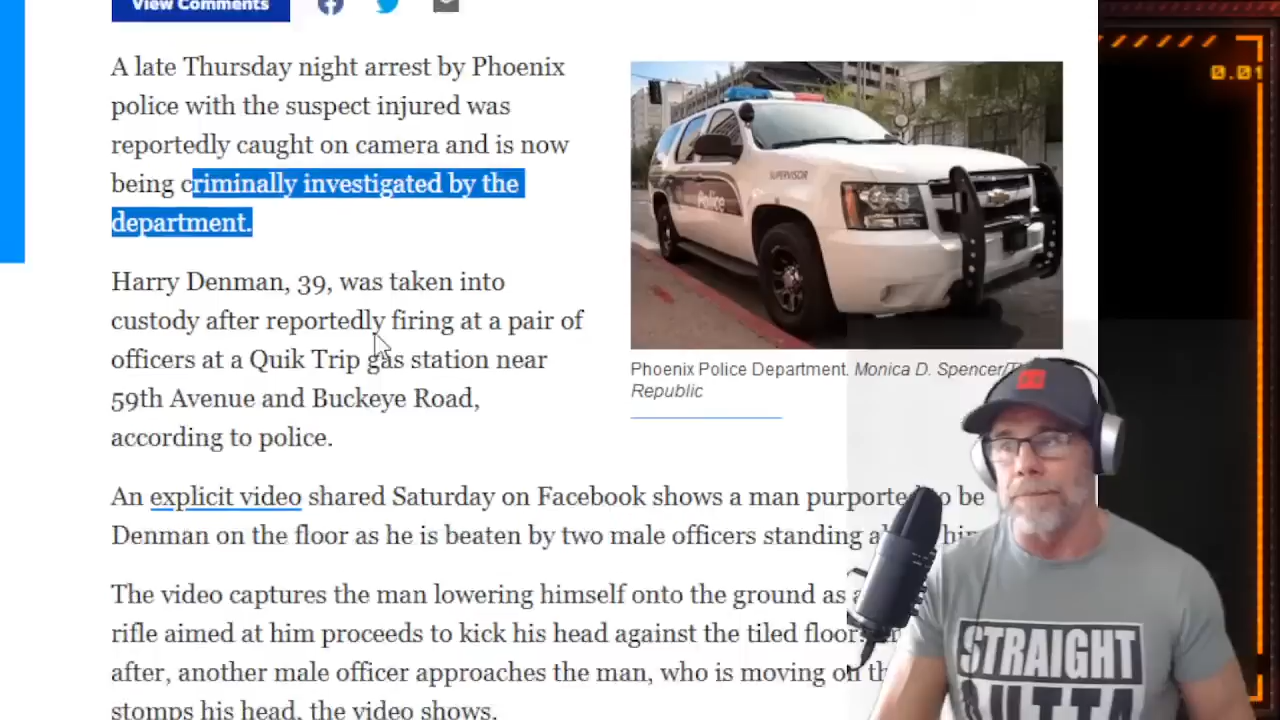 View Comments
A late Thursday night arrest by Phoenix
police with the suspect injured was
reportedly caught on camera and is now
being criminally investigated by the
department.
Harry Denman, 39, was taken into
custody after reportedly firing at a pair of
officers at a Quik Trip gas station near
59th Avenue and Buckeye Road,
according to police.
An explicit video shared Saturday on Facebook shows a man purported to be
Denman on the floor as he is beaten by two male officers standing
The video captures the man lowering himself onto the ground as
rifle aimed at him proceeds to kick his head against the tiled floor.
after, another male officer approaches the man, who is moving on
stomps his head, the video shows.
SUPERVISOR
Police
Phoenix Police Department. Monica D. Spencer/
Republic
0.01
STRAIGHT
OUTTA